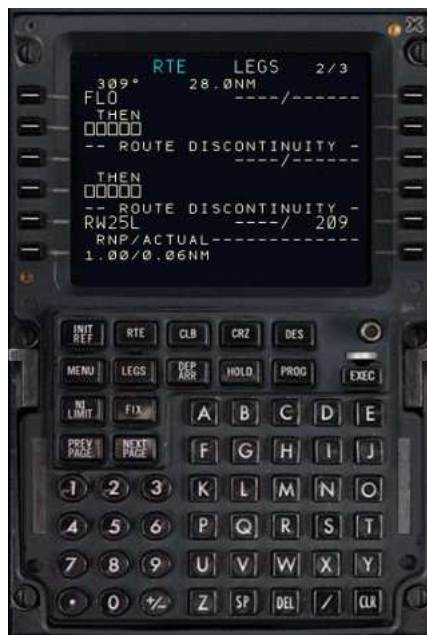 RTE LEGS 2/3
309° 28.0NM
FLO ----/------
THEN
□□□□□
-- ROUTE DISCONTINUITY -
----/------
THEN
□□□□□
-- ROUTE DISCONTINUITY -
RW25L ----/ 209
RNP/ACTUAL-------------
1.00/0.06NM
INIT REF RTE CLB CRZ DES
MENU LEGS DEP ARR HOLD PROG EXEC
N1 LIMIT FIX A B C D E
PREV PAGE NEXT PAGE F G H I J
1 2 3 K L M N O
4 5 6 P Q R S T
7 8 9 U V W X Y
. 0 +/- Z SP DEL / CLR